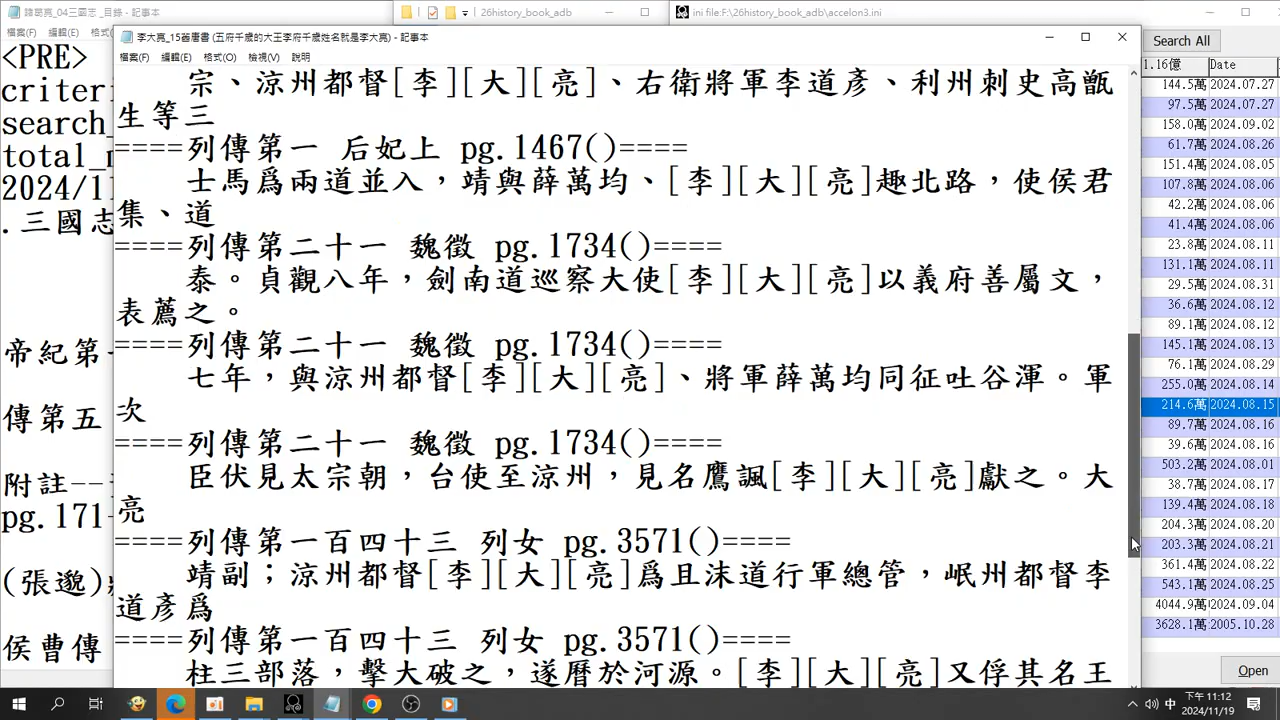 諸葛亮_04三國志 _目錄 - 記事本
26history_book_adb
ini file:F:\26history_book_adb\accelon3.ini
檔案(F) 編輯(E) 格式
李大亮_15舊唐書 (五府千歲的大王李府千歲姓名就是李大亮) - 記事本
檔案(F) 編輯(E) 格式(O) 檢視(V) 說明
Search All
1.16億 Date
<PRE>
criteri
search_
total_
2024/11
.三國志
帝紀第
傳第五
附註--
pg.171
(張邈)
侯曹傳
宗、涼州都督[李][大][亮]、右衛將軍李道彥、利州刺史高甑
生等三
====列傳第一 后妃上 pg.1467()====
士馬爲兩道並入，靖與薛萬均、[李][大][亮]趣北路，使侯君
集、道
====列傳第二十一 魏徵 pg.1734()====
泰。貞觀八年，劍南道巡察大使[李][大][亮]以義府善屬文，
表薦之。
====列傳第二十一 魏徵 pg.1734()====
七年，與涼州都督[李][大][亮]、將軍薛萬均同征吐谷渾。軍
次
====列傳第二十一 魏徵 pg.1734()====
臣伏見太宗朝，台使至涼州，見名鷹諷[李][大][亮]獻之。大
亮
====列傳第一百四十三 列女 pg.3571()====
靖副；涼州都督[李][大][亮]爲且沫道行軍總管，岷州都督李
道彥爲
====列傳第一百四十三 列女 pg.3571()====
柱三部落，擊大破之，遂曆於河源。[李][大][亮]又俘其名王
144.5萬 2024.07.27
97.5萬 2024.07.27
158.0萬 2024.09.02
61.7萬 2024.08.26
151.4萬 2024.08.05
107.8萬 2024.08.06
42.2萬 2024.08.06
41.4萬 2024.08.06
23.8萬 2024.08.11
131.1萬 2024.08.11
29.5萬 2024.08.31
36.6萬 2024.08.12
89.1萬 2024.08.12
145.1萬 2024.08.13
76.1萬 2024.08.29
255.0萬 2024.08.14
214.6萬 2024.08.15
89.7萬 2024.08.16
39.6萬 2024.08.16
503.2萬 2024.08.01
38.7萬 2024.08.17
139.4萬 2024.08.18
204.3萬 2024.08.20
203.3萬 2024.08.21
361.4萬 2024.08.22
543.1萬 2024.08.25
4044.9萬 2024.09.04
3628.1萬 2005.10.28
Open
中
下午 11:12
2024/11/19